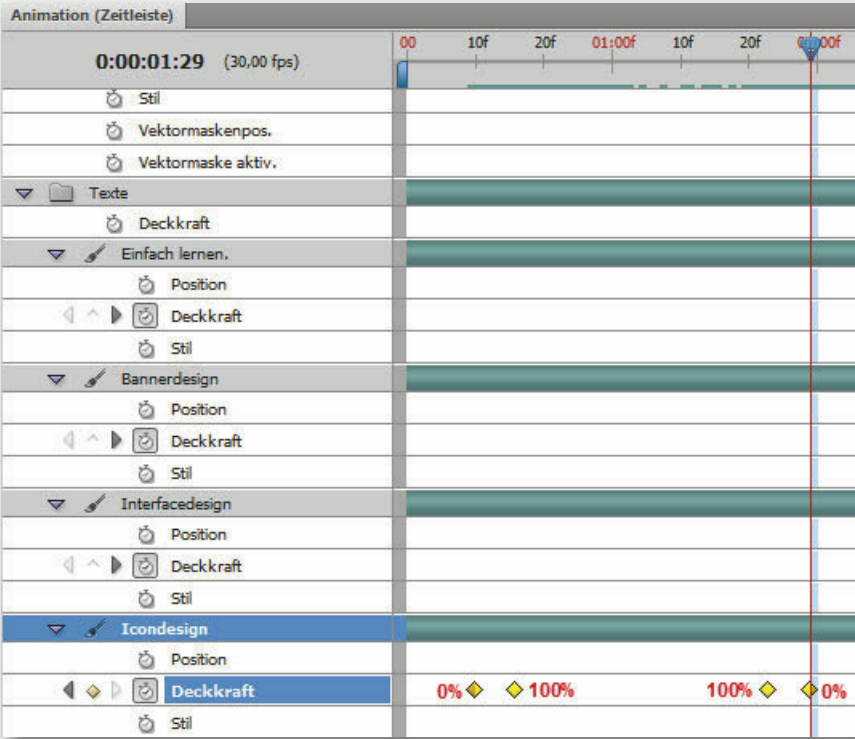 Animation (Zeitleiste)
0:00:01:29 (30,00 fps)
00 10f 20f 01:00f 10f 20f 00f
Stil
Vektormaskenpos.
Vektormaske aktiv.
Texte
Deckkraft
Einfach lernen.
Position
Deckkraft
Stil
Bannerdesign
Position
Deckkraft
Stil
Interfacedesign
Position
Deckkraft
Stil
Icondesign
Position
Deckkraft 0% 100% 100% 0%
Stil